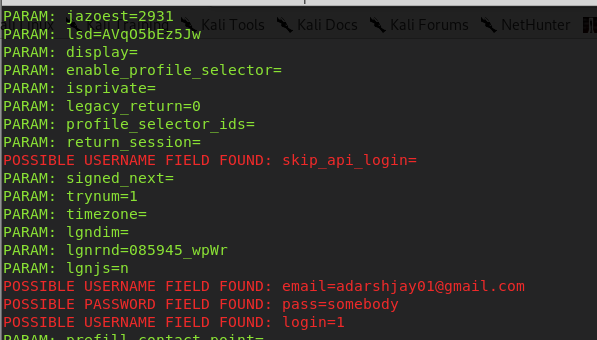 PARAM: jazoest=2931
Kali Training Kali Tools Kali Docs Kali Forums NetHunter
PARAM: lsd=AVqO5bEz5Jw
PARAM: display=
PARAM: enable_profile_selector=
PARAM: isprivate=
PARAM: legacy_return=0
PARAM: profile_selector_ids=
PARAM: return_session=
POSSIBLE USERNAME FIELD FOUND: skip_api_login=
PARAM: signed_next=
PARAM: trynum=1
PARAM: timezone=
PARAM: lgndim=
PARAM: lgnrnd=085945_wpWr
PARAM: lgnjs=n
POSSIBLE USERNAME FIELD FOUND: email=adarshjay01@gmail.com
POSSIBLE PASSWORD FIELD FOUND: pass=somebody
POSSIBLE USERNAME FIELD FOUND: login=1
PARAM: prefill_contact_point=